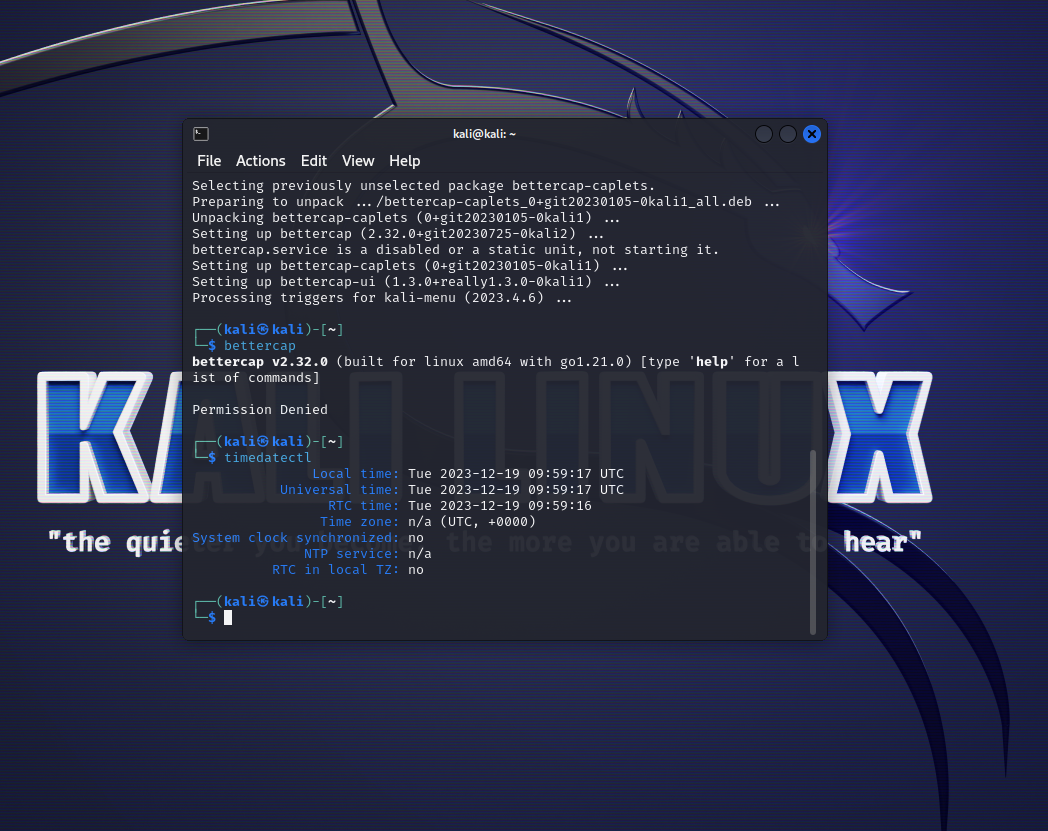 kali@kali: ~
File Actions Edit View Help
Selecting previously unselected package bettercap-caplets.
Preparing to unpack .../bettercap-caplets_0+git20230105-0kali1_all.deb ...
Unpacking bettercap-caplets (0+git20230105-0kali1) ...
Setting up bettercap (2.32.0+git20230725-0kali2) ...
bettercap.service is a disabled or a static unit, not starting it.
Setting up bettercap-caplets (0+git20230105-0kali1) ...
Setting up bettercap-ui (1.3.0+really1.3.0-0kali1) ...
Processing triggers for kali-menu (2023.4.6) ...
┌──(kali㉿kali)-[~]
└─$ bettercap
bettercap v2.32.0 (built for linux amd64 with go1.21.0) [type 'help' for a l
ist of commands]
Permission Denied
┌──(kali㉿kali)-[~]
└─$ timedatectl
Local time: Tue 2023-12-19 09:59:17 UTC
Universal time: Tue 2023-12-19 09:59:17 UTC
RTC time: Tue 2023-12-19 09:59:16
Time zone: n/a (UTC, +0000)
System clock synchronized: no
NTP service: n/a
RTC in local TZ: no
┌──(kali㉿kali)-[~]
└─$
KALI LINUX
"the quieter you become, the more you are able to hear"